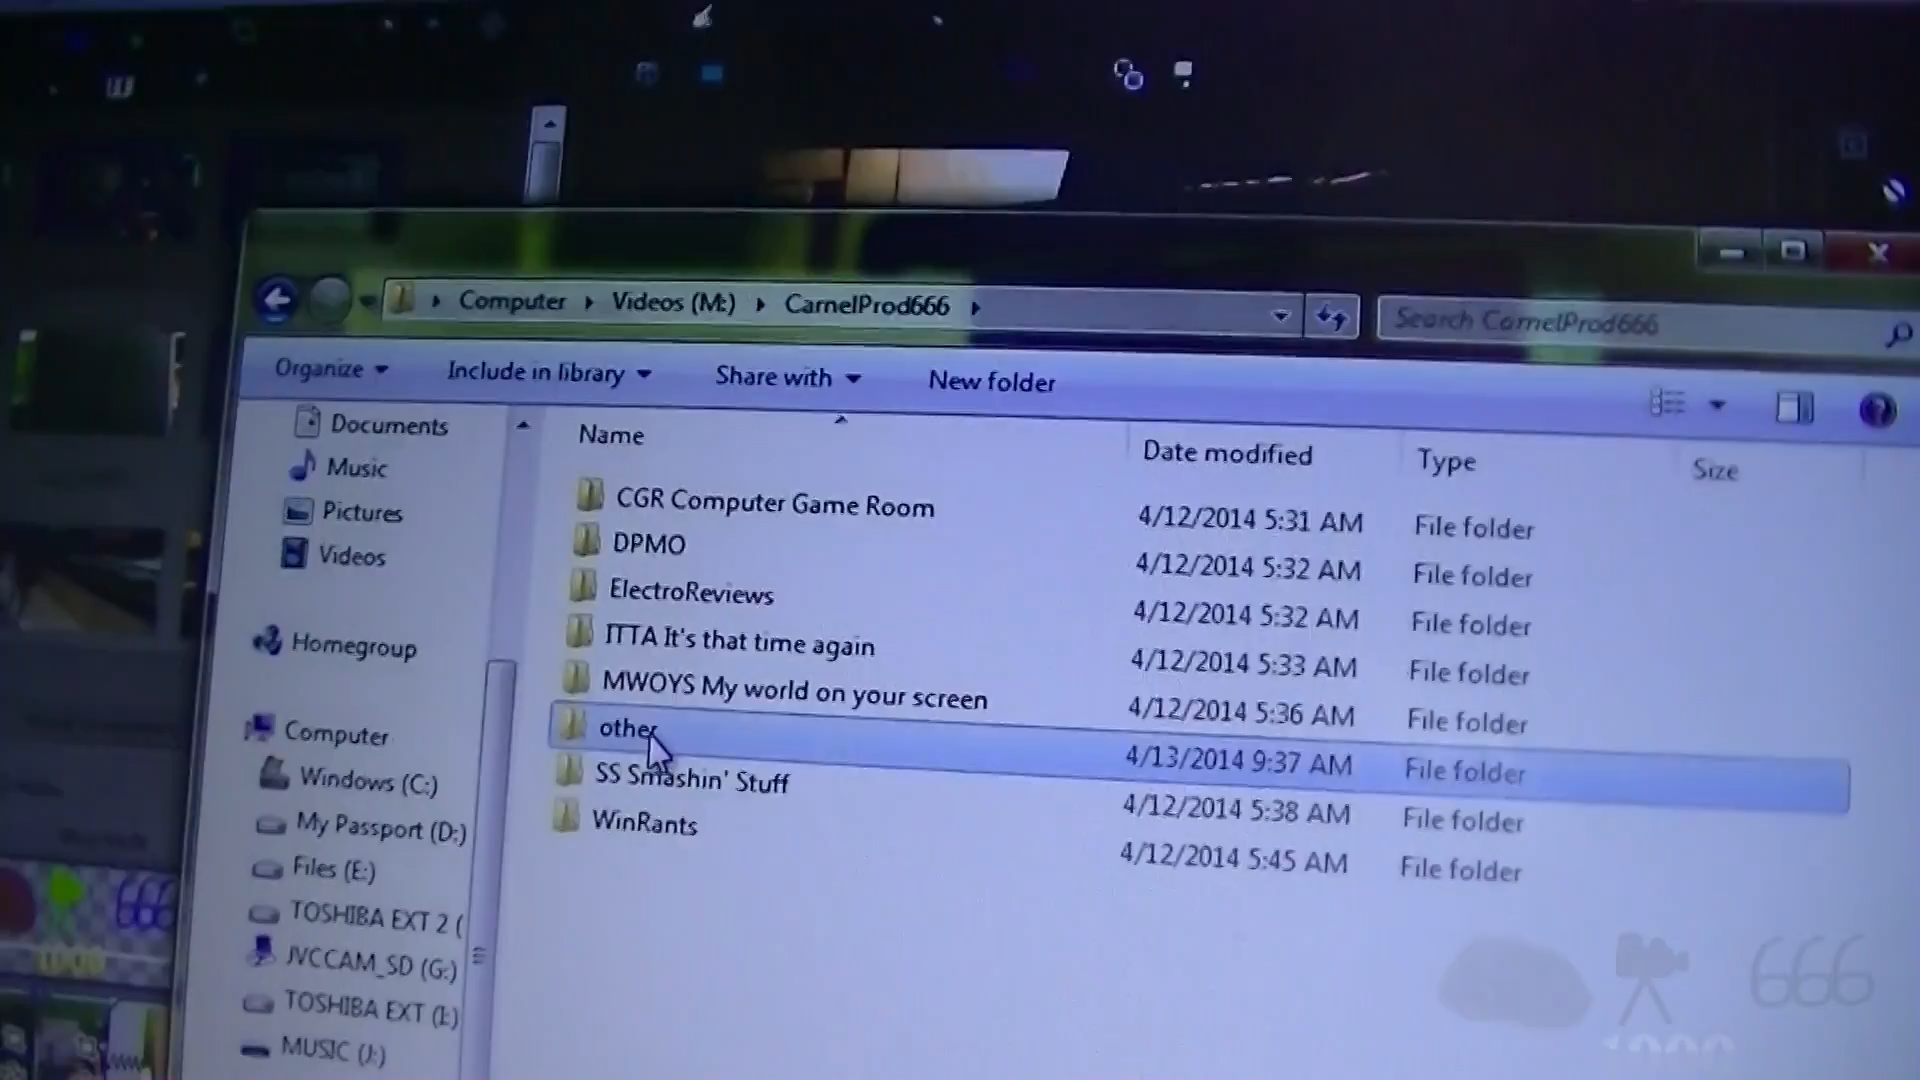 Computer Videos (M:) CarnelProd666
Search CarnelProd666
Organize Include in library Share with New folder
Documents
Music
Pictures
Videos
Homegroup
Computer
Windows (C:)
My Passport (D:)
Files (E:)
TOSHIBA EXT 2 (
JVCCAM_SD (G:)
TOSHIBA EXT (I:)
MUSIC (J:)
Name Date modified Type Size
CGR Computer Game Room 4/12/2014 5:31 AM File folder
DPMO 4/12/2014 5:32 AM File folder
ElectroReviews 4/12/2014 5:32 AM File folder
ITTA It's that time again 4/12/2014 5:33 AM File folder
MWOYS My world on your screen 4/12/2014 5:36 AM File folder
other 4/13/2014 9:37 AM File folder
SS Smashin' Stuff 4/12/2014 5:38 AM File folder
WinRants 4/12/2014 5:45 AM File folder
666
666